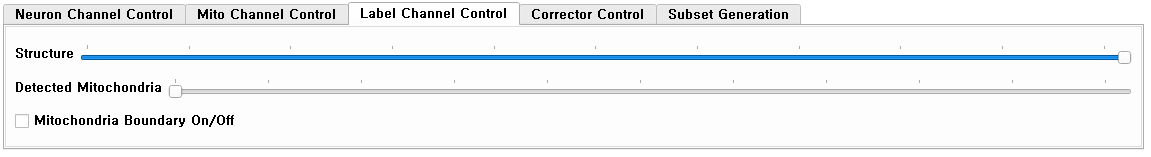 Neuron Channel Control Mito Channel Control Label Channel Control Corrector Control Subset Generation
Structure
Detected Mitochondria
Mitochondria Boundary On/Off